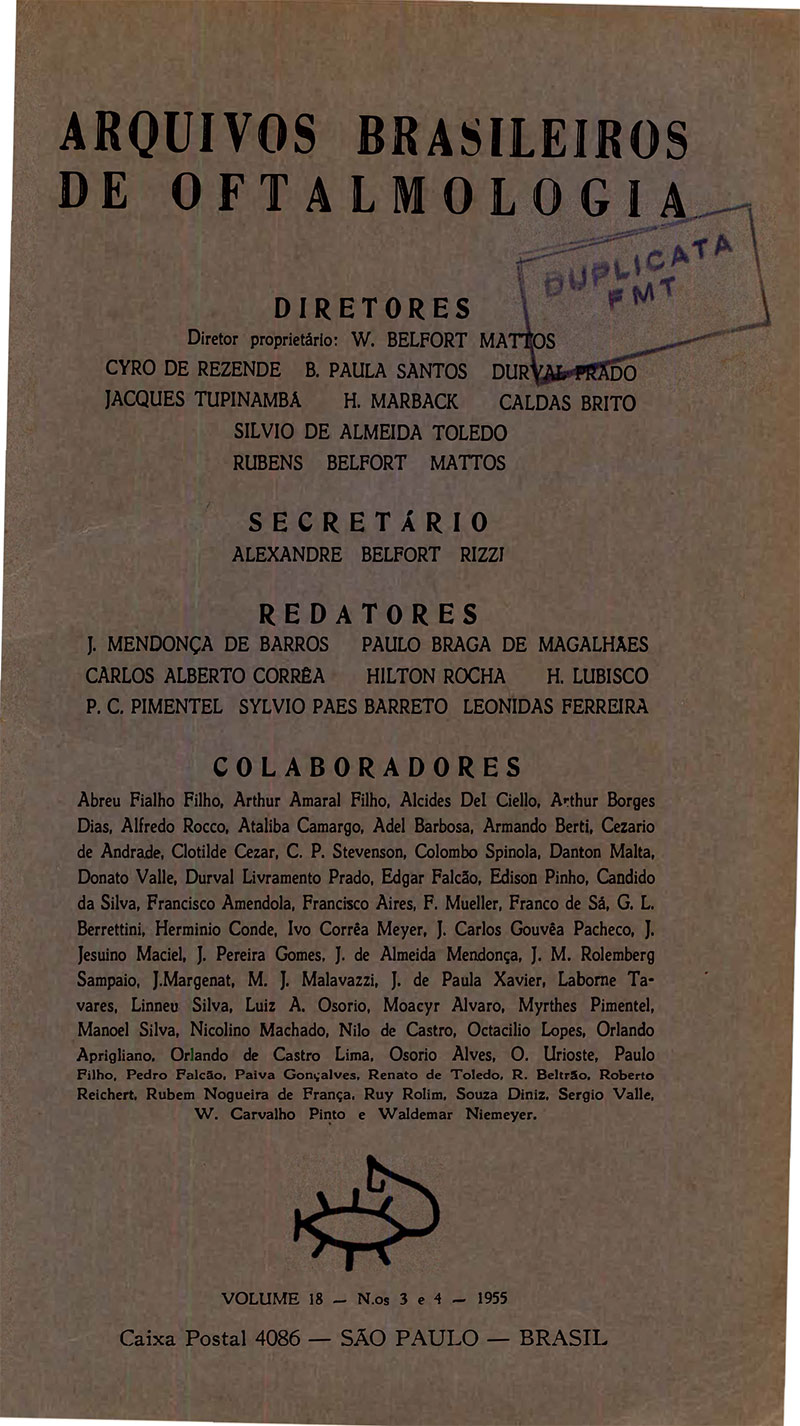 ARQUIVOS BRASILEIROS
DE OFTALMOLOGIA
DUPLICATA
FMT
DIRETORES
Diretor proprietário: W. BELFORT MATTOS
CYRO DE REZENDE B. PAULA SANTOS DURVAL PRADO
JACQUES TUPINAMBÁ H. MARBACK CALDAS BRITO
SILVIO DE ALMEIDA TOLEDO
RUBENS BELFORT MATTOS
SECRETÁRIO
ALEXANDRE BELFORT RIZZI
REDATORES
J. MENDONÇA DE BARROS PAULO BRAGA DE MAGALHÃES
CARLOS ALBERTO CORRÊA HILTON ROCHA H. LUBISCO
P. C. PIMENTEL SYLVIO PAES BARRETO LEONIDAS FERREIRA
COLABORADORES
Abreu Fialho Filho, Arthur Amaral Filho, Alcides Del Ciello, Arthur Borges
Dias, Alfredo Rocco, Ataliba Camargo, Adel Barbosa, Armando Berti, Cezario
de Andrade, Clotilde Cezar, C. P. Stevenson, Colombo Spinola, Danton Malta,
Donato Valle, Durval Livramento Prado, Edgar Falcão, Edison Pinho, Candido
da Silva, Francisco Amendola, Francisco Aires, F. Mueller, Franco de Sá, G. L.
Berrettini, Herminio Conde, Ivo Corrêa Meyer, J. Carlos Gouvêa Pacheco, J.
Jesuino Maciel, J. Pereira Gomes, J. de Almeida Mendonça, J. M. Rolemberg
Sampaio, J.Margenat, M. J. Malavazzi, J. de Paula Xavier, Laborne Ta-
vares, Linneu Silva, Luiz A. Osorio, Moacyr Alvaro, Myrthes Pimentel,
Manoel Silva, Nicolino Machado, Nilo de Castro, Octacilio Lopes, Orlando
Aprigliano, Orlando de Castro Lima, Osorio Alves, O. Urioste, Paulo
Filho, Pedro Falcão, Paiva Gonçalves, Renato de Toledo, R. Beltrão, Roberto
Reichert, Rubem Nogueira de França, Ruy Rolim, Souza Diniz, Sergio Valle,
W. Carvalho Pinto e Waldemar Niemeyer.
VOLUME 18 — N.os 3 e 4 — 1955
Caixa Postal 4086 — SÃO PAULO — BRASIL